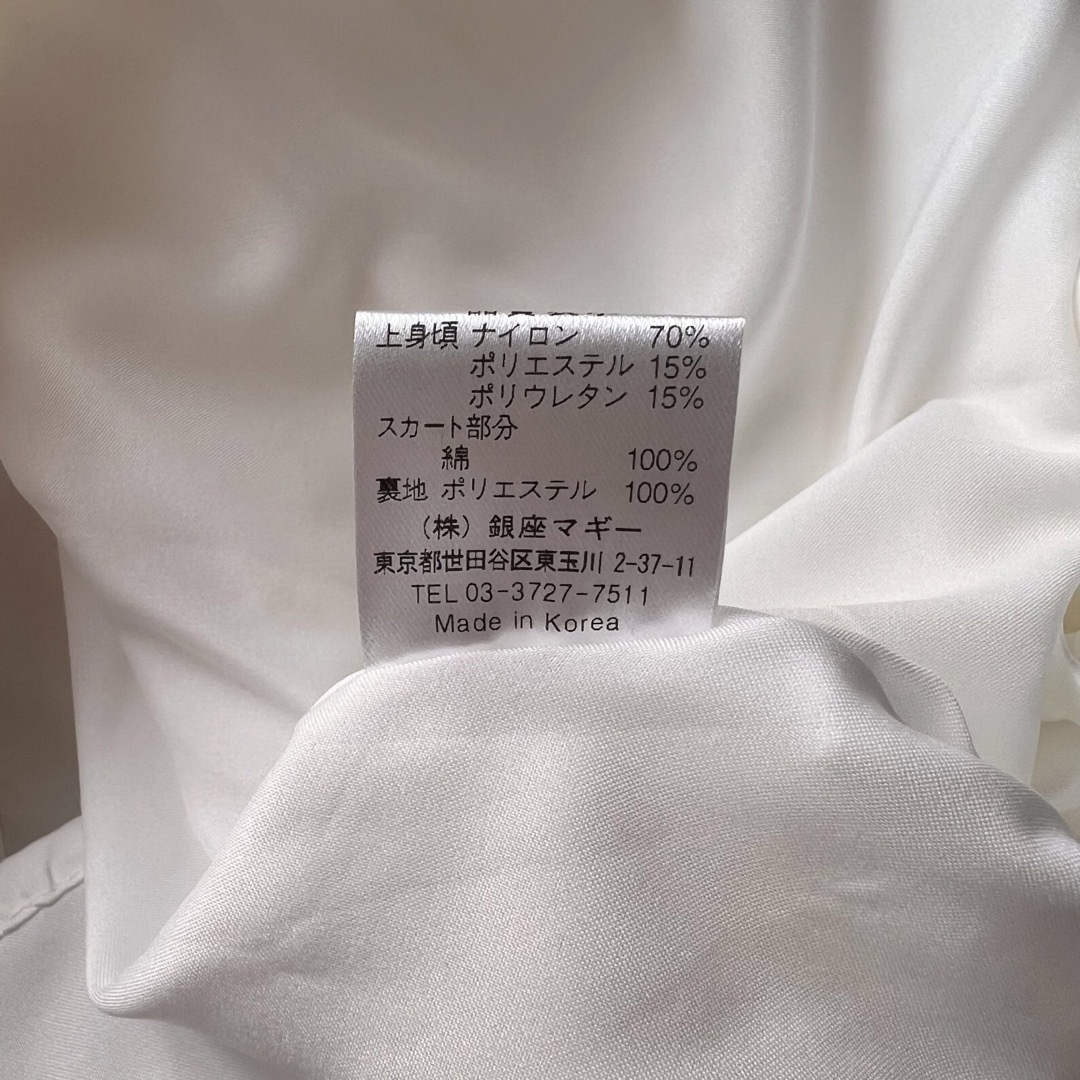 上身頃 ナイロン 70%
ポリエステル 15%
ポリウレタン 15%
スカート部分
綿 100%
裏地 ポリエステル 100%
(株) 銀座マギー
東京都世田谷区東玉川 2-37-11
TEL 03-3727-7511
Made in Korea